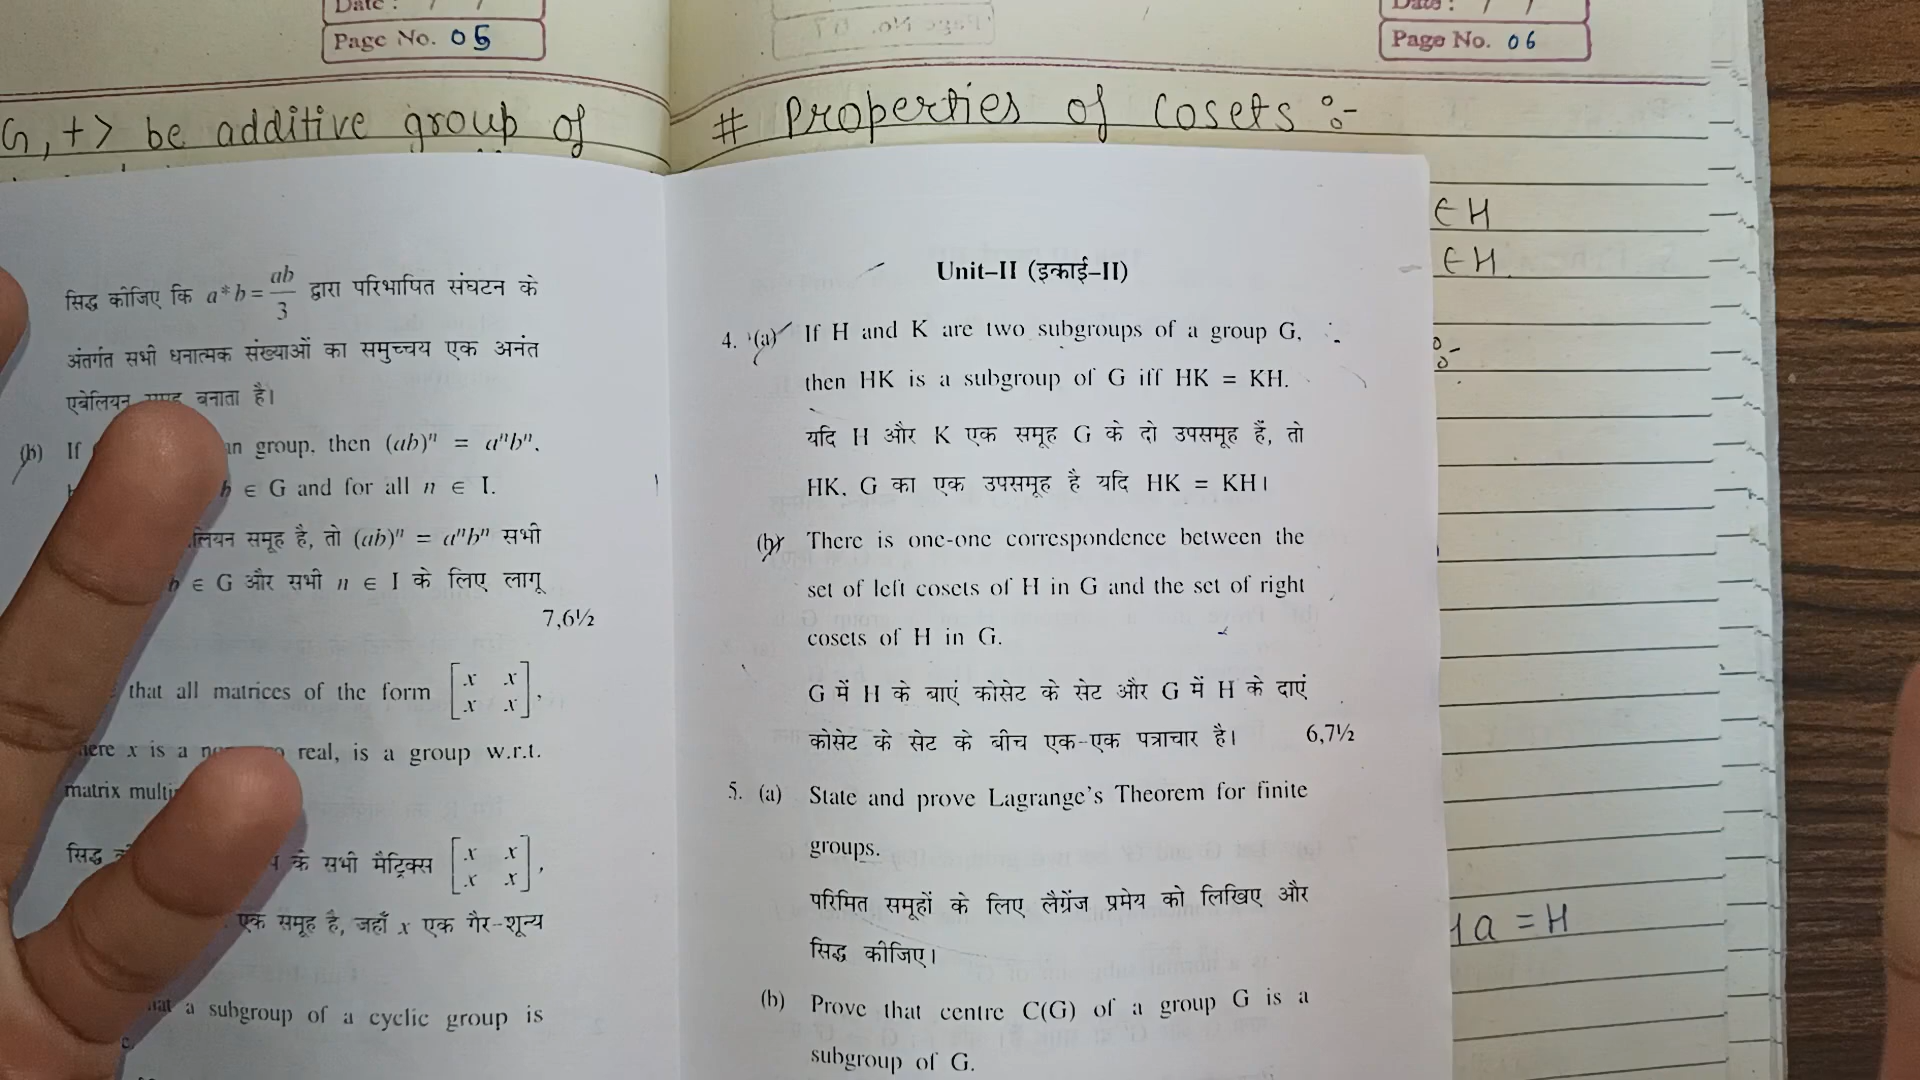 Date : / /
Page No. 05
G, +> be additive group of
सिद्ध कीजिए कि a*b = ab/3 द्वारा परिभाषित संघटन के
अंतर्गत सभी धनात्मक संख्याओं का समुच्चय एक अनंत
एबेलियन समूह बनाता है।
(b) If group, then (ab)ⁿ = aⁿbⁿ.
∈ G and for all n ∈ I.
समूह है, तो (ab)ⁿ = aⁿbⁿ सभी
∈ G और सभी n ∈ I के लिए लागू
7,6½
that all matrices of the form [x x x x],
x is a real, is a group w.r.t.
matrix
सिद्ध के सभी मैट्रिक्स [x x x x],
एक समूह है, जहाँ x एक गैर-शून्य
a subgroup of a cyclic group is
Date : / /
Page No. 06
# Properties of cosets :-
∈ H
∈ H.
:-
a = H
Unit–II (इकाई–II)
4. (a) If H and K are two subgroups of a group G,
then HK is a subgroup of G iff HK = KH.
यदि H और K एक समूह G के दो उपसमूह हैं, तो
HK, G का एक उपसमूह है यदि HK = KH।
(b) There is one-one correspondence between the
set of left cosets of H in G and the set of right
cosets of H in G.
G में H के बाएं कोसेट के सेट और G में H के दाएं
कोसेट के सेट के बीच एक-एक पत्राचार है। 6,7½
5. (a) State and prove Lagrange's Theorem for finite
groups.
परिमित समूहों के लिए लैग्रेंज प्रमेय को लिखिए और
सिद्ध कीजिए।
(b) Prove that centre C(G) of a group G is a
subgroup of G.